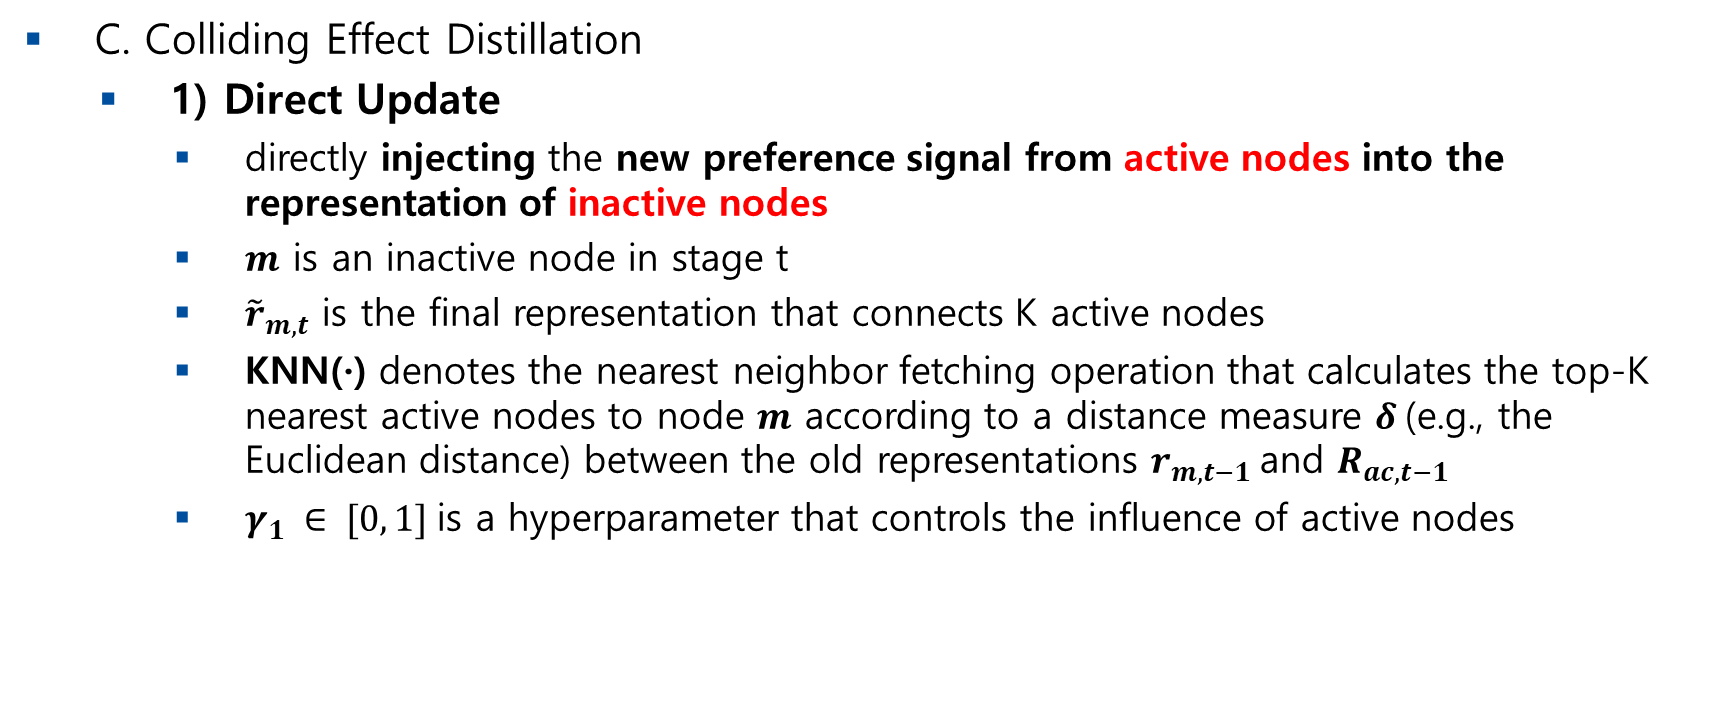 ▪ C. Colliding Effect Distillation
▪ 1) Direct Update
▪ directly injecting the new preference signal from active nodes into the
representation of inactive nodes
▪ 𝒎 is an inactive node in stage t
▪ r̃ₘ,ₜ is the final representation that connects K active nodes
▪ KNN(·) denotes the nearest neighbor fetching operation that calculates the top-K
nearest active nodes to node 𝒎 according to a distance measure 𝜹 (e.g., the
Euclidean distance) between the old representations 𝒓_{𝒎,𝒕−𝟏} and 𝑹_{𝒂𝒄,𝒕−𝟏}
▪ 𝜸₁ ∈ [0, 1] is a hyperparameter that controls the influence of active nodes